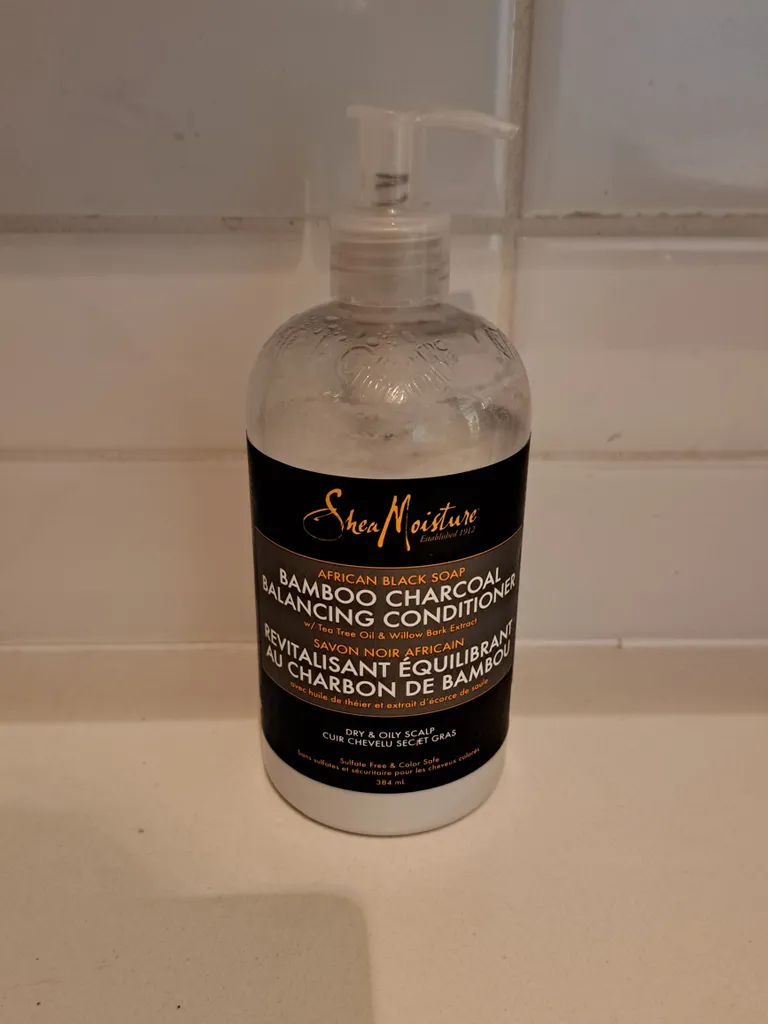 Shea Moisture
Established 1912
AFRICAN BLACK SOAP
BAMBOO CHARCOAL
BALANCING CONDITIONER
w/ Tea Tree Oil & Willow Bark Extract
SAVON NOIR AFRICAIN
REVITALISANT ÉQUILIBRANT
AU CHARBON DE BAMBOU
avec huile de théier et extrait d'écorce de saule
DRY & OILY SCALP
CUIR CHEVELU SEC ET GRAS
Sulfate Free & Color Safe
Sans sulfates et sécuritaire pour les cheveux colorés
384 mL